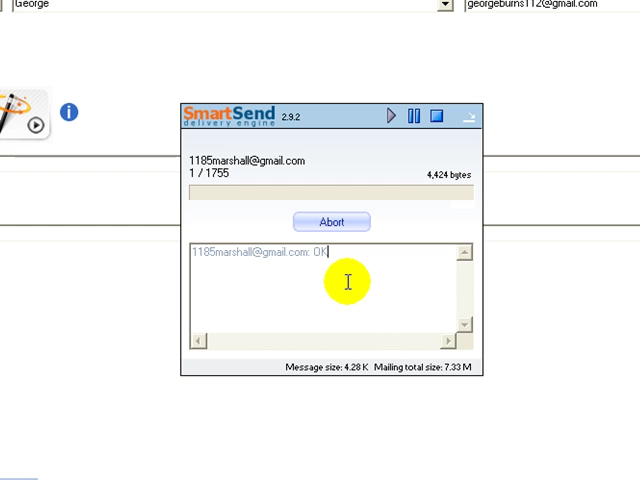 George georgeburns112@gmail.com
i
SmartSend
delivery engine 2.9.2
1185marshall@gmail.com
1 / 1755 4,424 bytes
Abort
1185marshall@gmail.com: OK
Message size: 4.28 K Mailing total size: 7.33 M